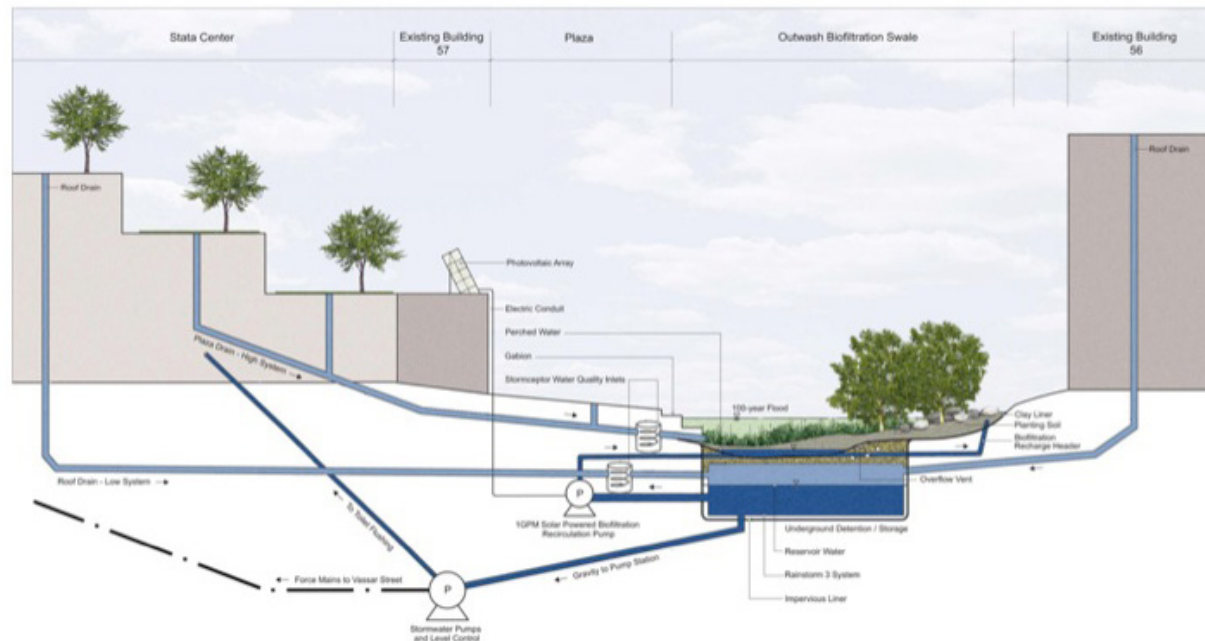 Stata Center
Existing Building
57
Plaza
Outwash Biofiltration Swale
Existing Building
56
Roof Drain
Roof Drain
Photovoltaic Array
Electric Conduit
Perched Water
Plaza Drain - High System
Gabion
Stormceptor Water Quality Inlets
100-year Flood
Clay Liner
Planting Soil
Biofiltration
Recharge Header
Overflow Vent
Roof Drain - Low System
P
1GPM Solar Powered Biofiltration
Recirculation Pump
To Toilet Flushing
Underground Detention / Storage
Reservoir Water
Gravity to Pump Station
Force Mains to Vassar Street
P
Rainstorm 3 System
Impervious Liner
Stormwater Pumps
and Level Control